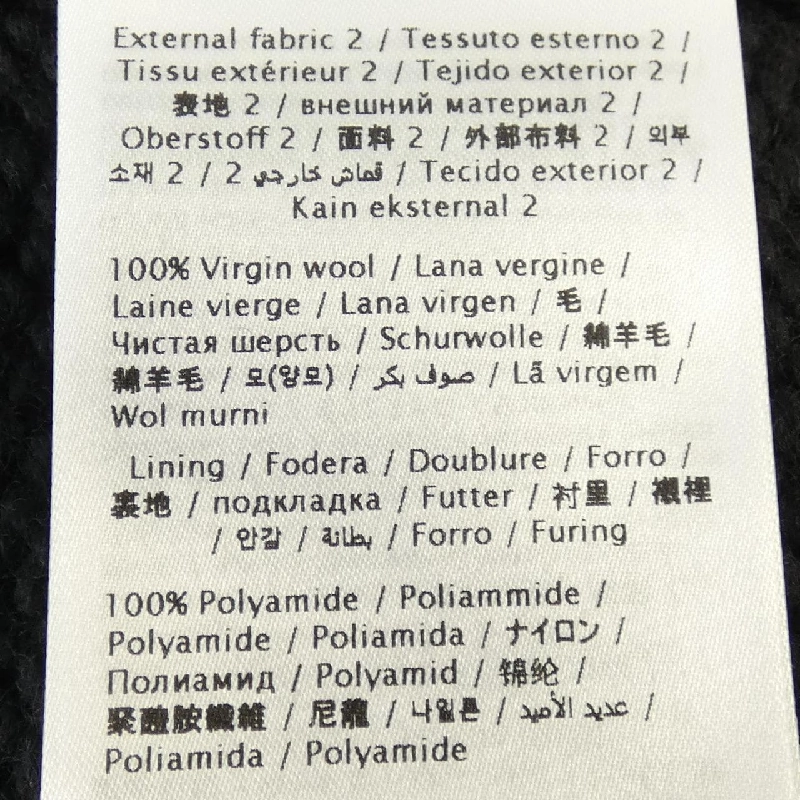 External fabric 2 / Tessuto esterno 2 /
Tissu extérieur 2 / Tejido exterior 2 /
表地 2 / внешний материал 2 /
Oberstoff 2 / 面料 2 / 外部布料 2 / 외부
소재 2 / 2 قماش خارجي / Tecido exterior 2 /
Kain eksternal 2
100% Virgin wool / Lana vergine /
Laine vierge / Lana virgen / 毛 /
Чистая шерсть / Schurwolle / 綿羊毛 /
綿羊毛 / 모(양모) / صوف بكر / Lã virgem /
Wol murni
Lining / Fodera / Doublure / Forro /
裏地 / подкладка / Futter / 衬里 / 襯裡
/ 안감 / بطانة / Forro / Furing
100% Polyamide / Poliammide /
Polyamide / Poliamida / ナイロン /
Полиамид / Polyamid / 锦纶 /
聚醯胺纖維 / 尼龍 / 나일론 / عديد الأميد /
Poliamida / Polyamide